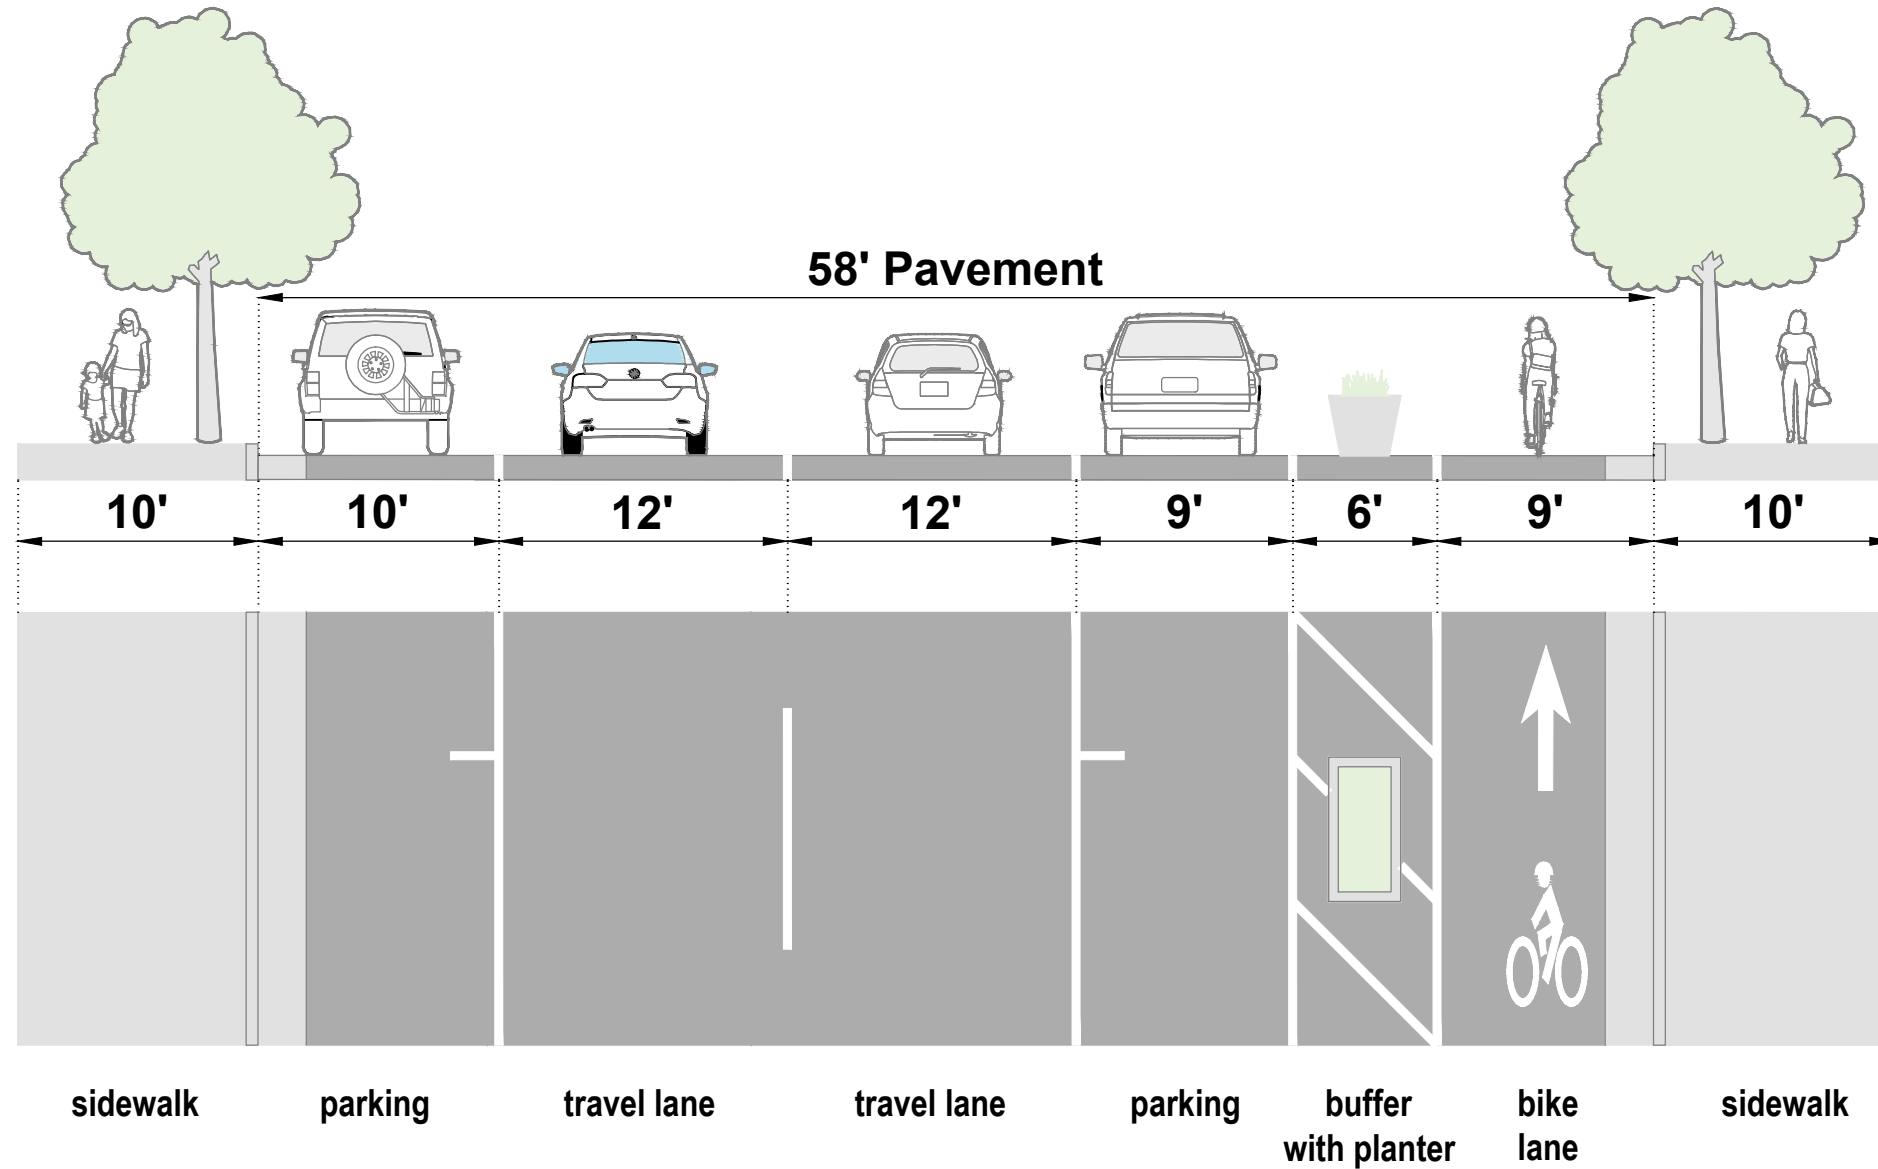 58' Pavement
10' 10' 12' 12' 9' 6' 9' 10'
sidewalk parking travel lane travel lane parking buffer bike sidewalk
with planter lane